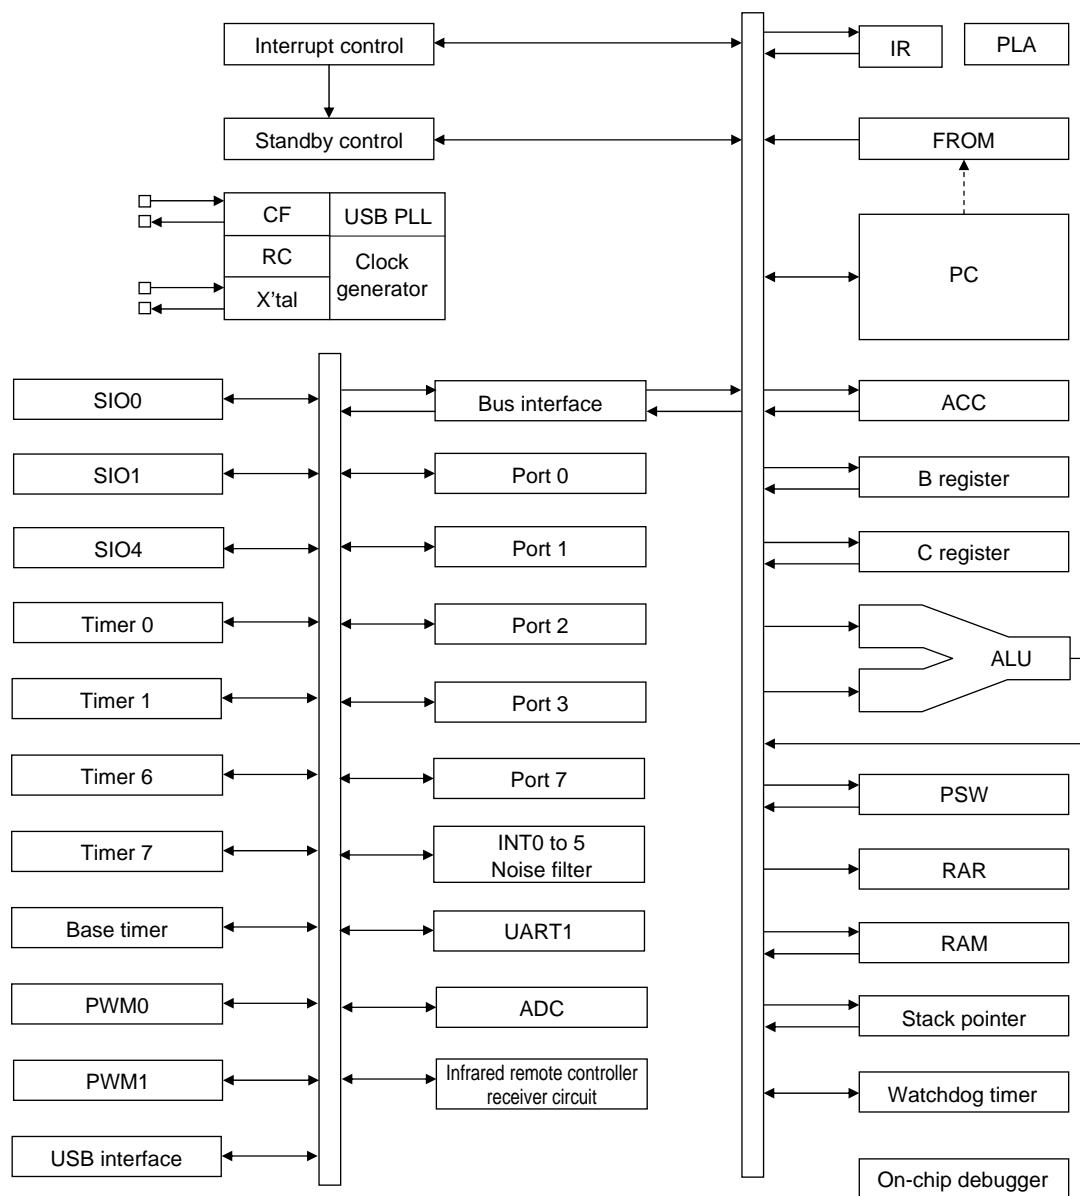 Interrupt control
IR
PLA
Standby control
FROM
CF
USB PLL
RC
Clock
generator
X'tal
PC
SIO0
Bus interface
ACC
SIO1
Port 0
B register
SIO4
Port 1
C register
Timer 0
Port 2
ALU
Timer 1
Port 3
Timer 6
Port 7
PSW
Timer 7
INT0 to 5
Noise filter
RAR
Base timer
UART1
RAM
PWM0
ADC
Stack pointer
PWM1
Infrared remote controller
receiver circuit
Watchdog timer
USB interface
On-chip debugger